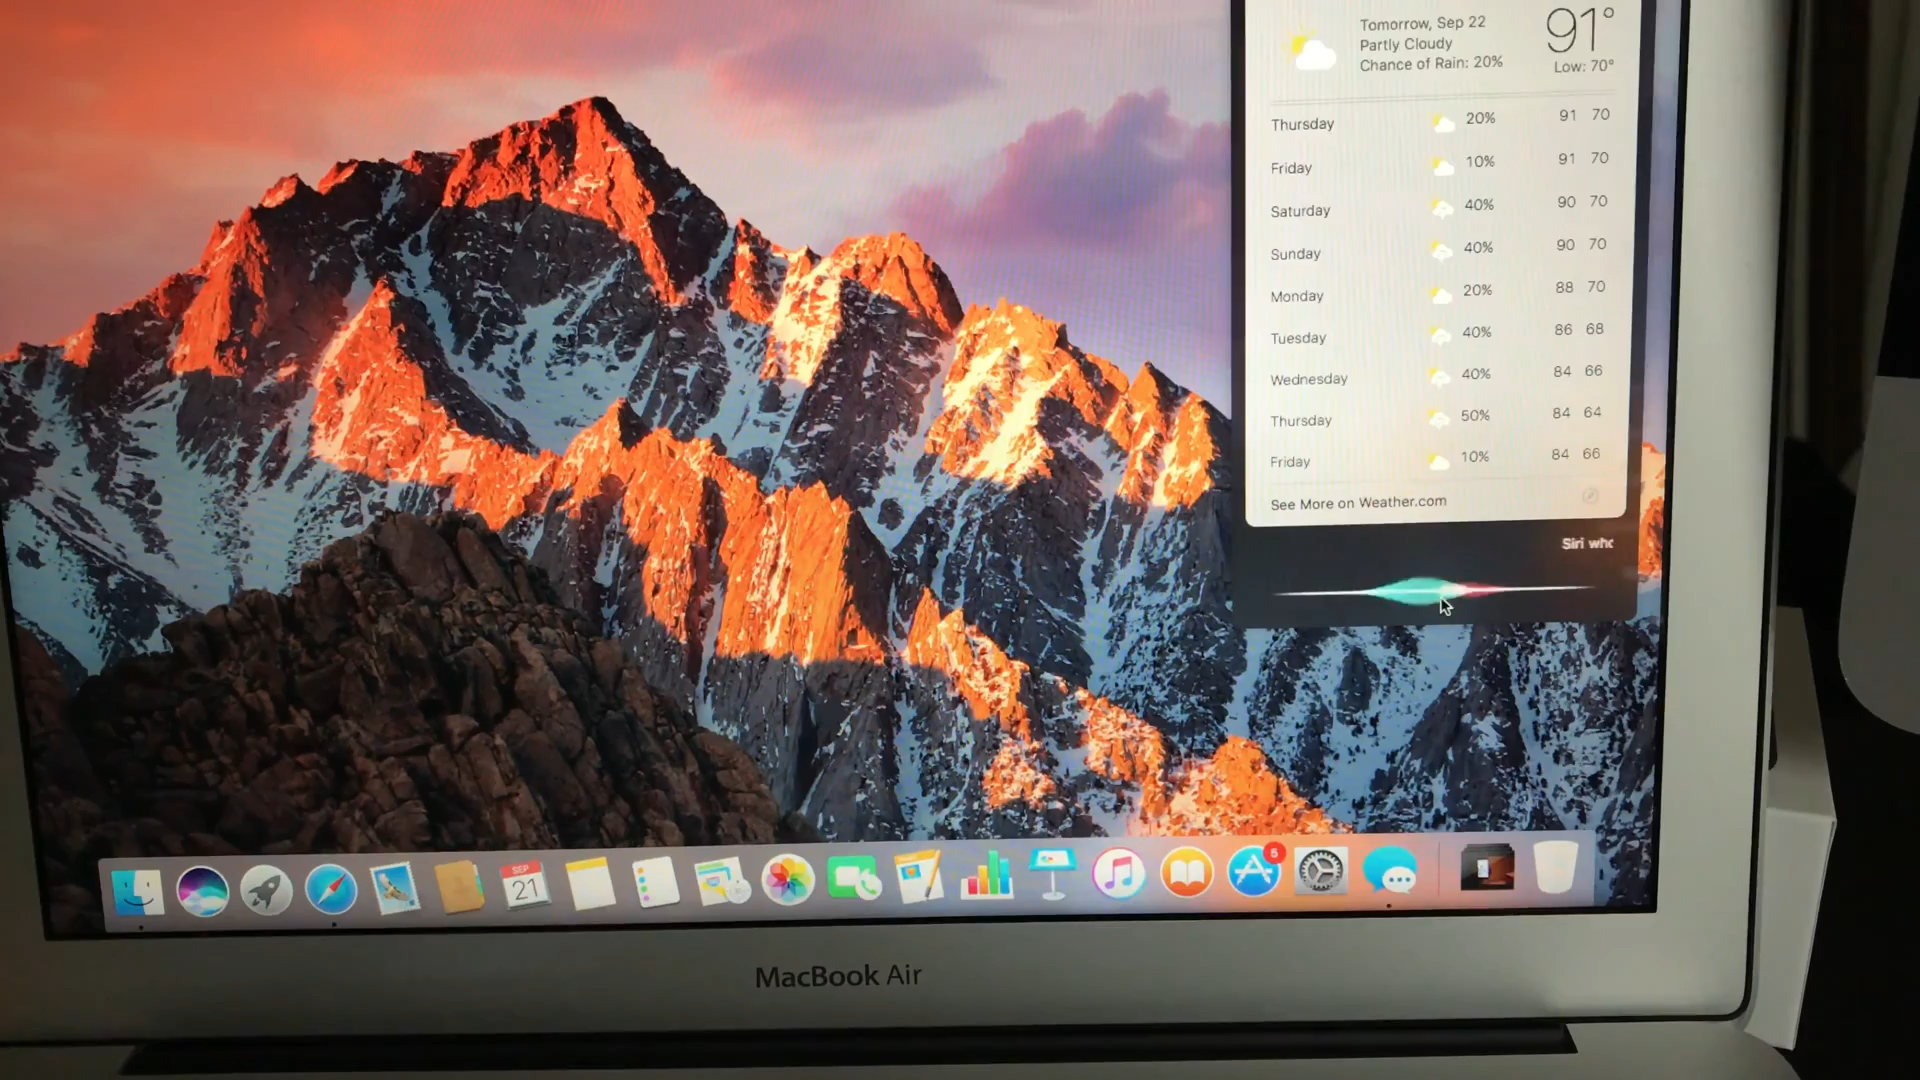 Tomorrow, Sep 22
Partly Cloudy
Chance of Rain: 20%
91°
Low: 70°
Thursday 20% 91 70
Friday 10% 91 70
Saturday 40% 90 70
Sunday 40% 90 70
Monday 20% 88 70
Tuesday 40% 86 68
Wednesday 40% 84 66
Thursday 50% 84 64
Friday 10% 84 66
See More on Weather.com
Siri who
SEP
21
5
MacBook Air